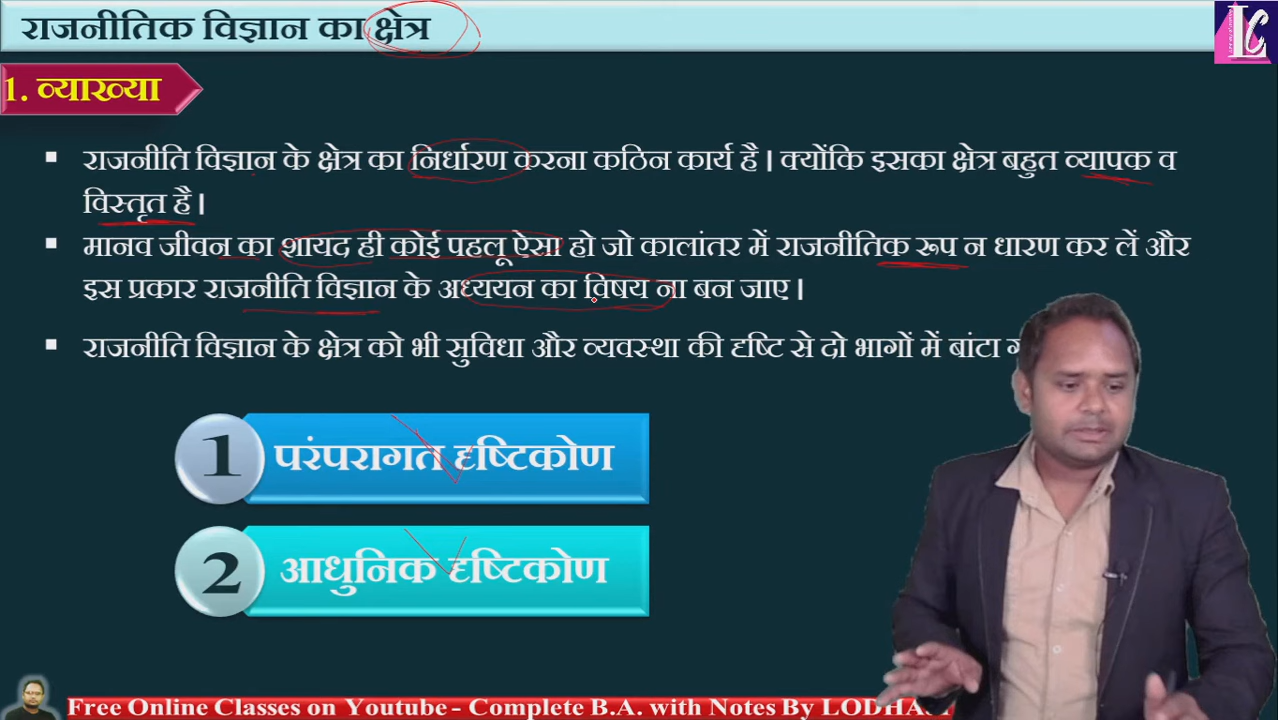 राजनीतिक विज्ञान का क्षेत्र
LC
1. व्याख्या
▪ राजनीति विज्ञान के क्षेत्र का निर्धारण करना कठिन कार्य है। क्योंकि इसका क्षेत्र बहुत व्यापक व
विस्तृत है।
▪ मानव जीवन का शायद ही कोई पहलू ऐसा हो जो कालांतर में राजनीतिक रूप न धारण कर लें और
इस प्रकार राजनीति विज्ञान के अध्ययन का विषय ना बन जाए।
▪ राजनीति विज्ञान के क्षेत्र को भी सुविधा और व्यवस्था की दृष्टि से दो भागों में बांटा
1 परंपरागत दृष्टिकोण
2 आधुनिक दृष्टिकोण
Free Online Classes on Youtube - Complete B.A. with Notes By